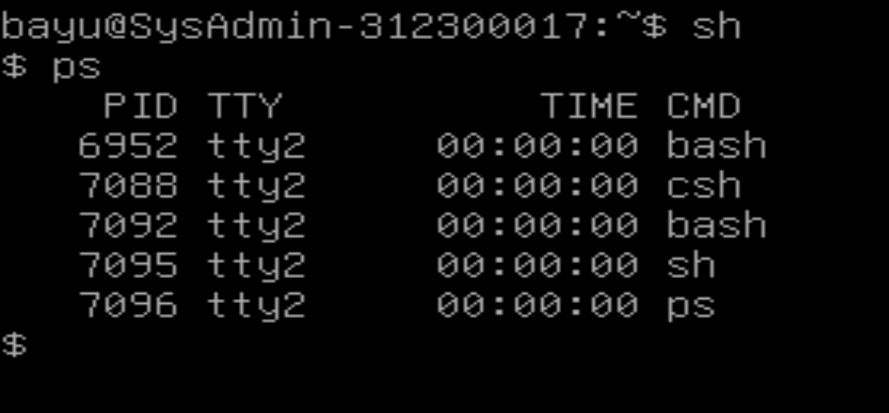 bayu@SysAdmin-312300017:~$ sh
$ ps
    PID TTY          TIME CMD
   6952 tty2     00:00:00 bash
   7088 tty2     00:00:00 csh
   7092 tty2     00:00:00 bash
   7095 tty2     00:00:00 sh
   7096 tty2     00:00:00 ps
$